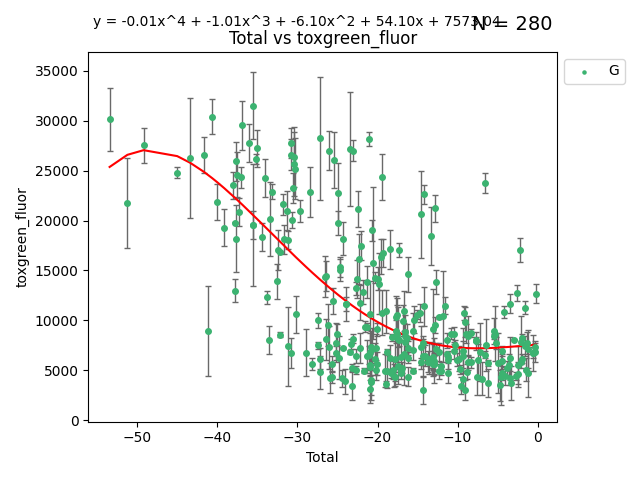 y = -0.01x^4 + -1.01x^3 + -6.10x^2 + 54.10x + 7573.04
N = 280
Total vs toxgreen_fluor
G
35000
30000
25000
20000
15000
10000
5000
0
toxgreen_fluor
−50 −40 −30 −20 −10 0
Total